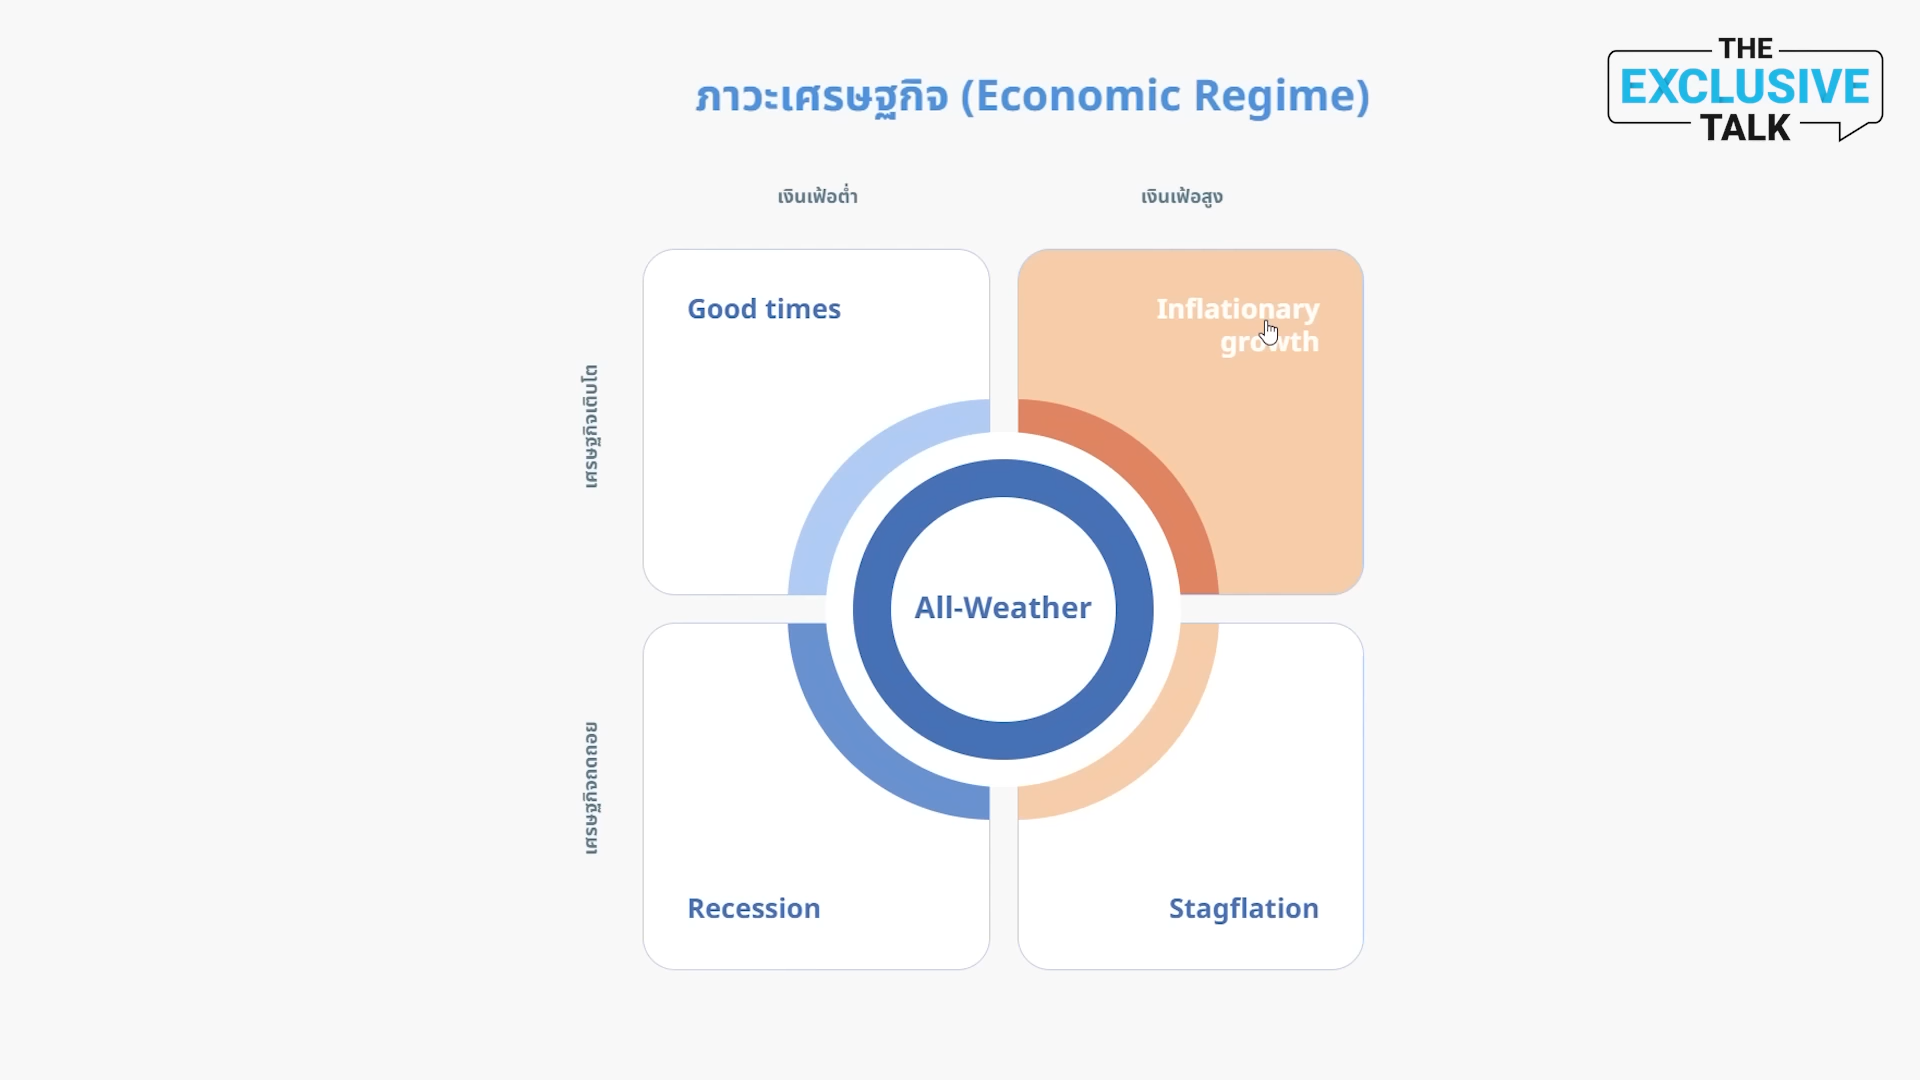 ภาวะเศรษฐกิจ (Economic Regime)
THE
EXCLUSIVE
TALK
เงินเฟ้อต่ำ
เงินเฟ้อสูง
เศรษฐกิจเติบโต
Good times
Inflationary
growth
All-Weather
เศรษฐกิจถดถอย
Recession
Stagflation